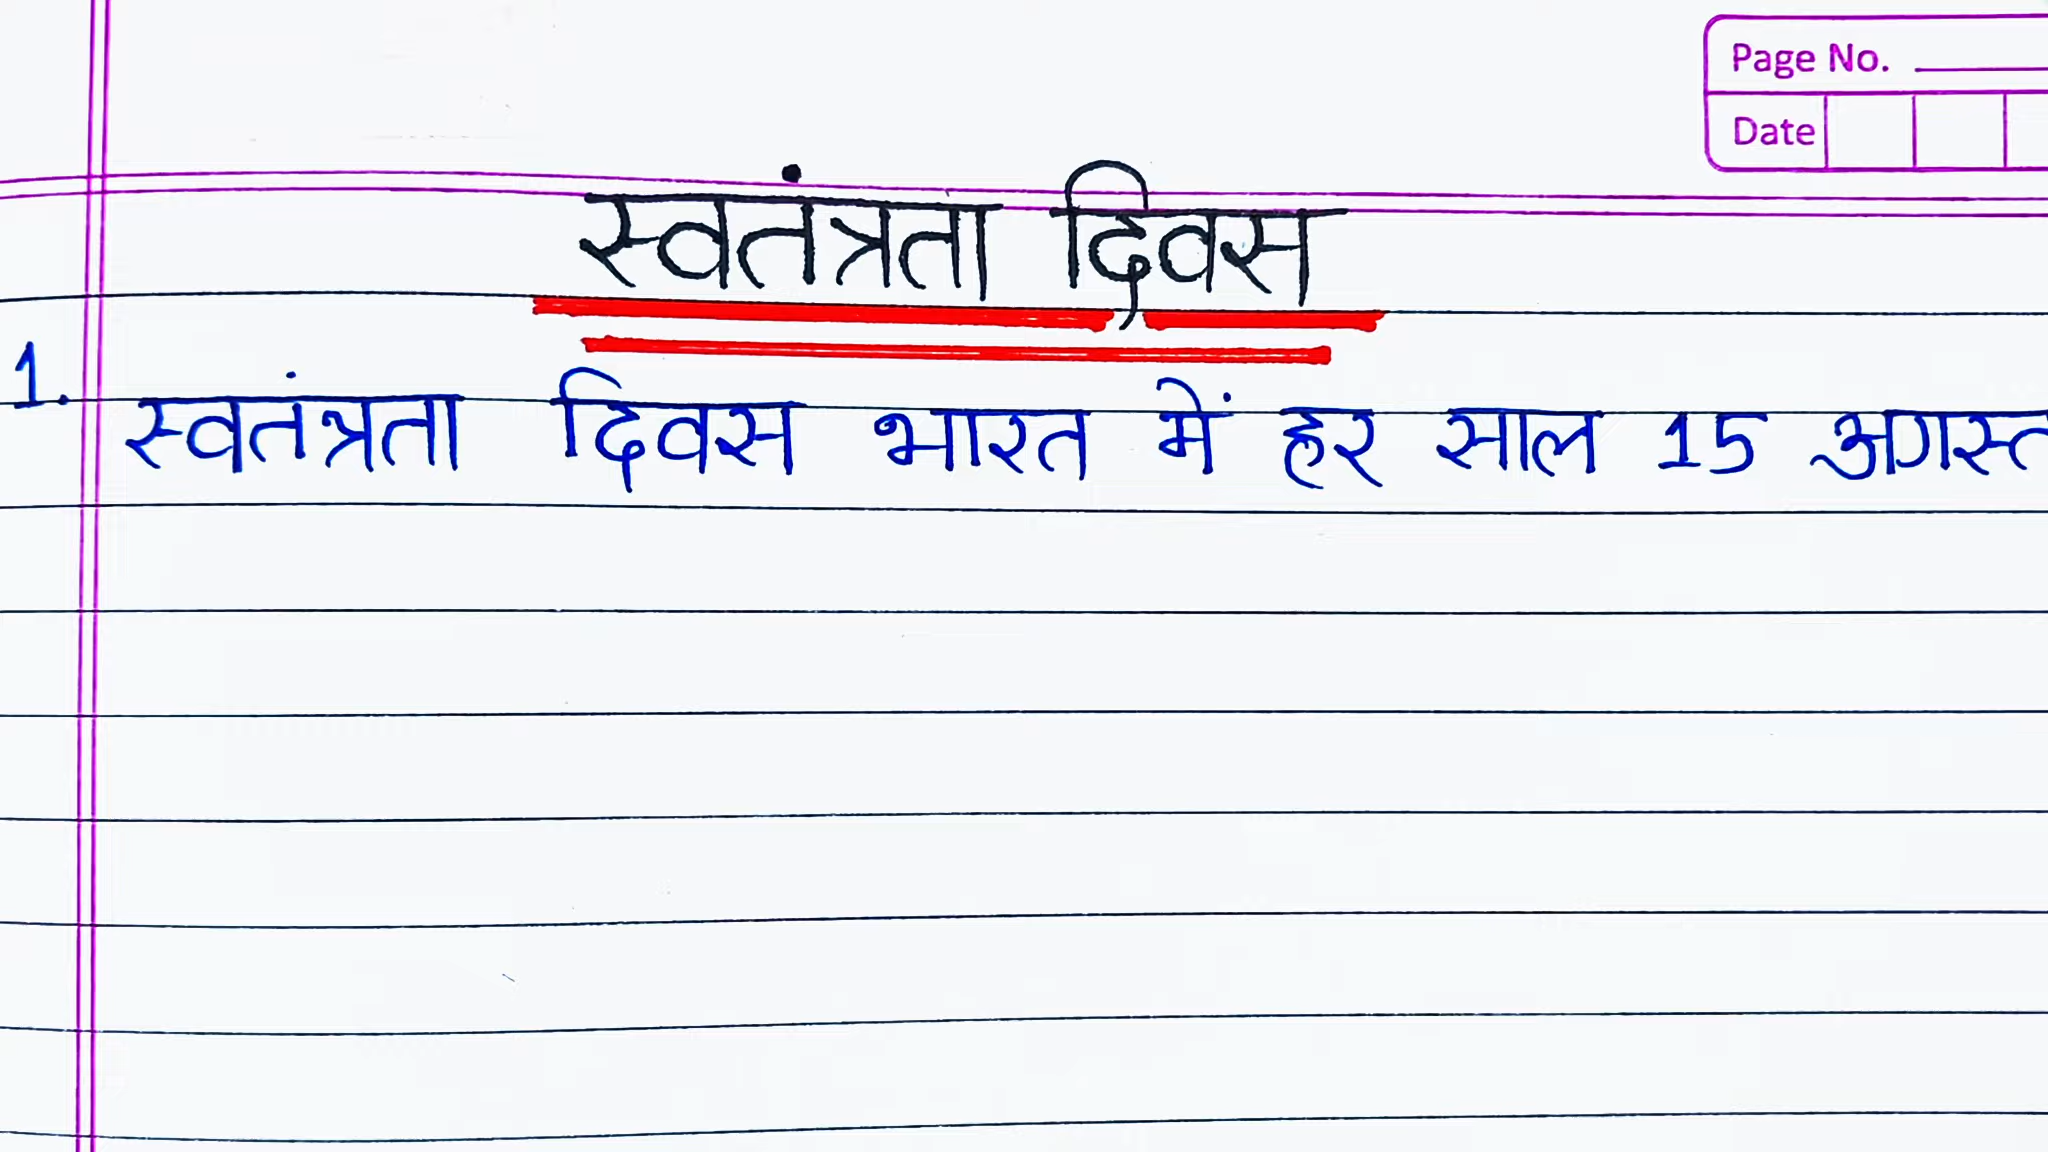 Page No.
Date
स्वतंत्रता दिवस
1. स्वतंत्रता दिवस भारत में हर साल 15 अगस्त